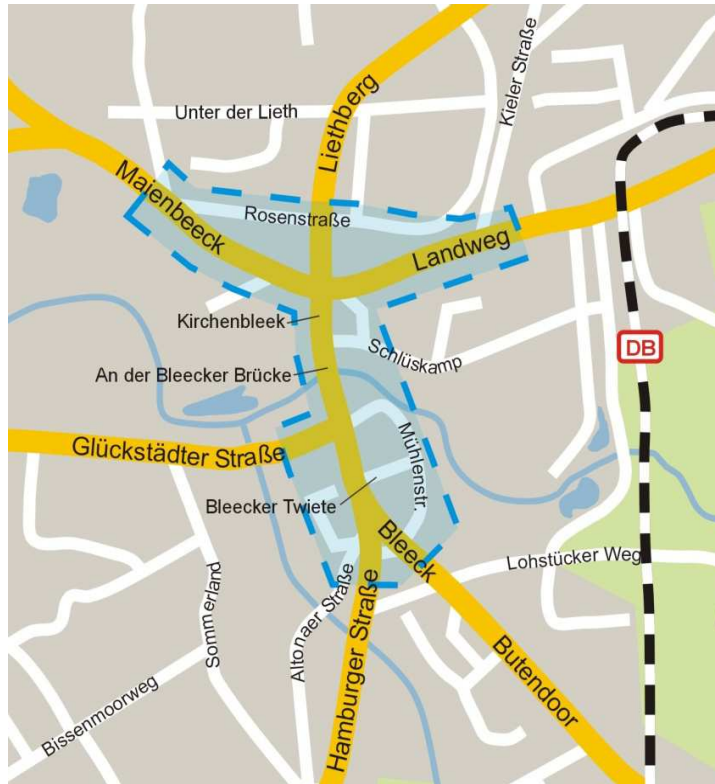 Kieler Straße
Unter der Lieth
Liethberg
Maienbeeck
Rosenstraße
Landweg
Kirchenbleek
Schlüskamp
DB
An der Bleecker Brücke
Glückstädter Straße
Mühlenstr.
Bleecker Twiete
Bleeck
Lohstücker Weg
Sommerland
Altonaer Straße
Hamburger Straße
Butendoor
Bissenmoorweg